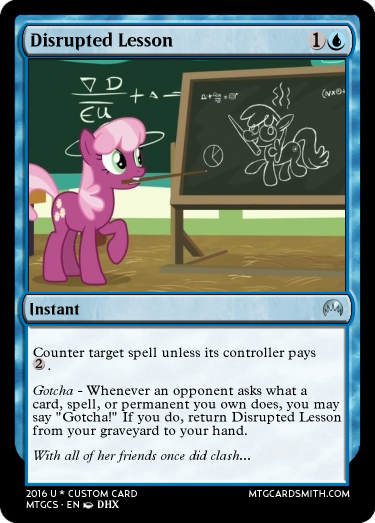 Disrupted Lesson 1
Instant
Counter target spell unless its controller pays
2.
Gotcha - Whenever an opponent asks what a
card, spell, or permanent you own does, you may
say "Gotcha!" If you do, return Disrupted Lesson
from your graveyard to your hand.
With all of her friends once did clash...
2016 U * CUSTOM CARD
MTGCS · EN DHX
MTGCARDSMITH.COM